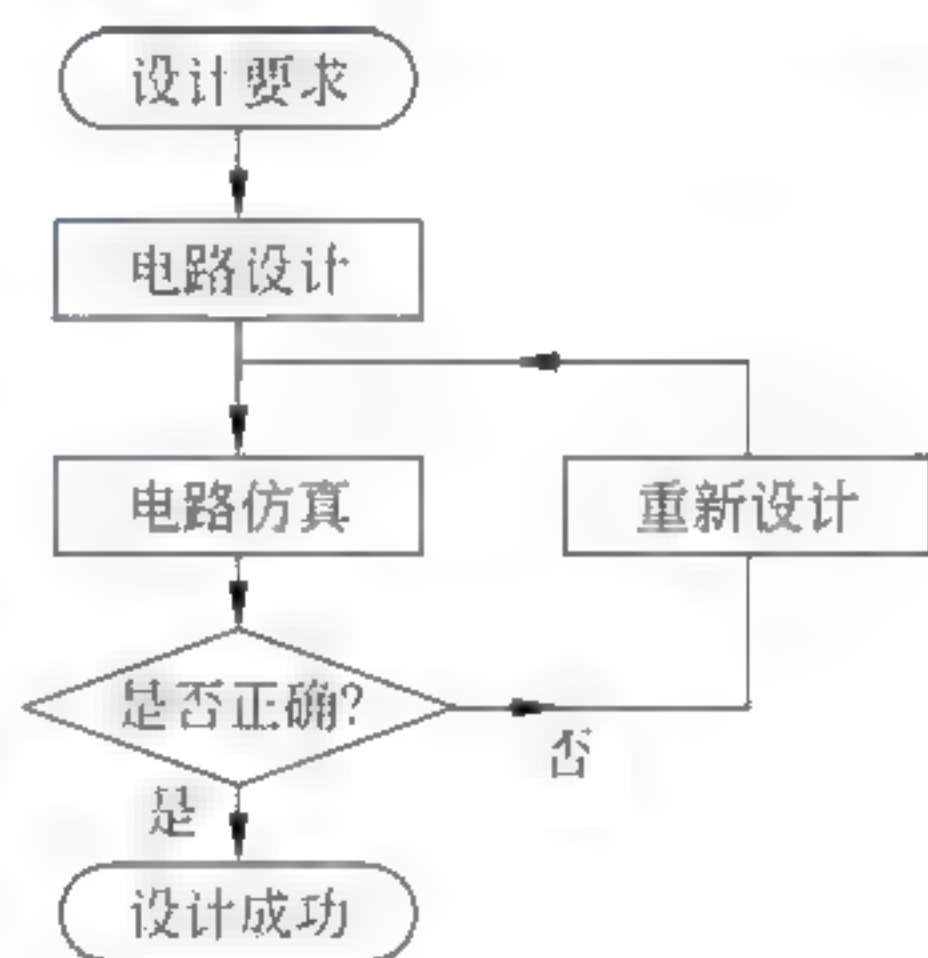 设计要求
电路设计
电路仿真
重新设计
是否正确?
否
是
设计成功